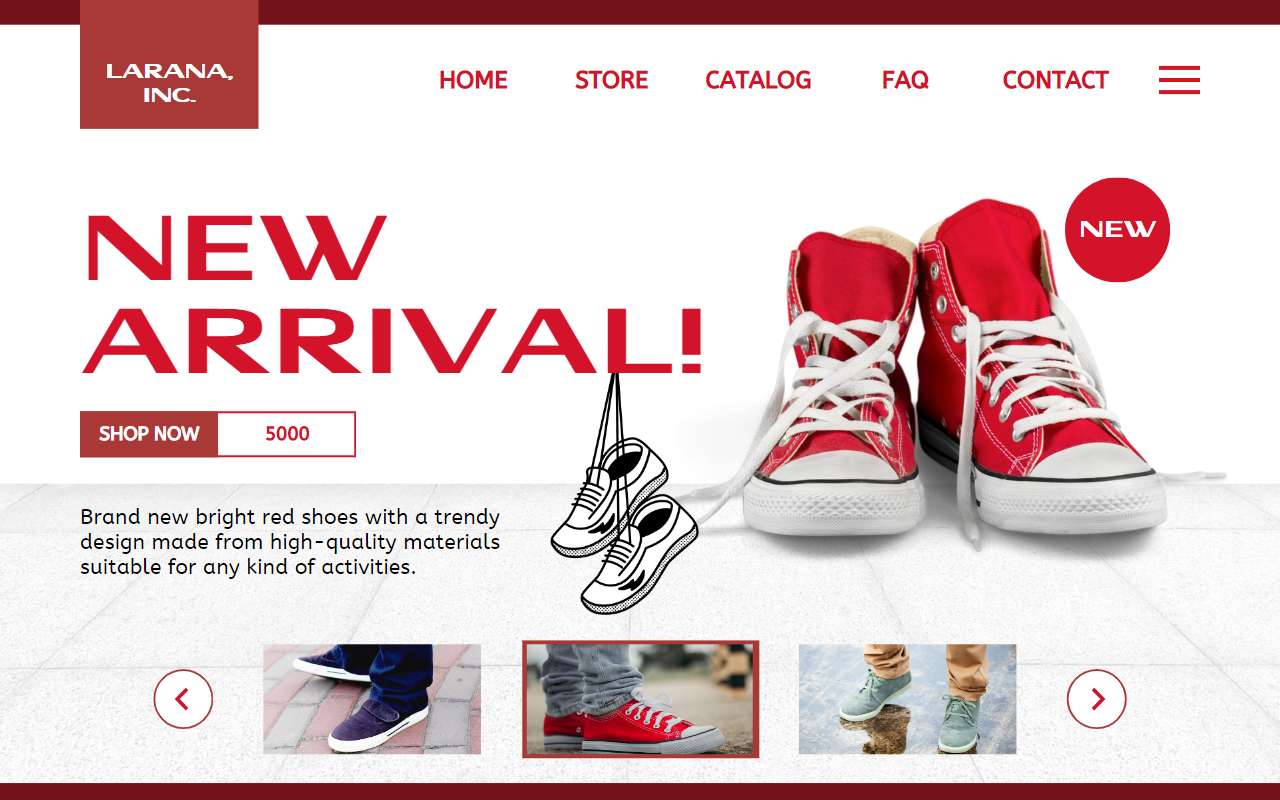 LARANA,
INC.
HOME
STORE
CATALOG
FAQ
CONTACT
NEW
NEW
ARRIVAL!
SHOP NOW
5000
Brand new bright red shoes with a trendy
design made from high-quality materials
suitable for any kind of activities.